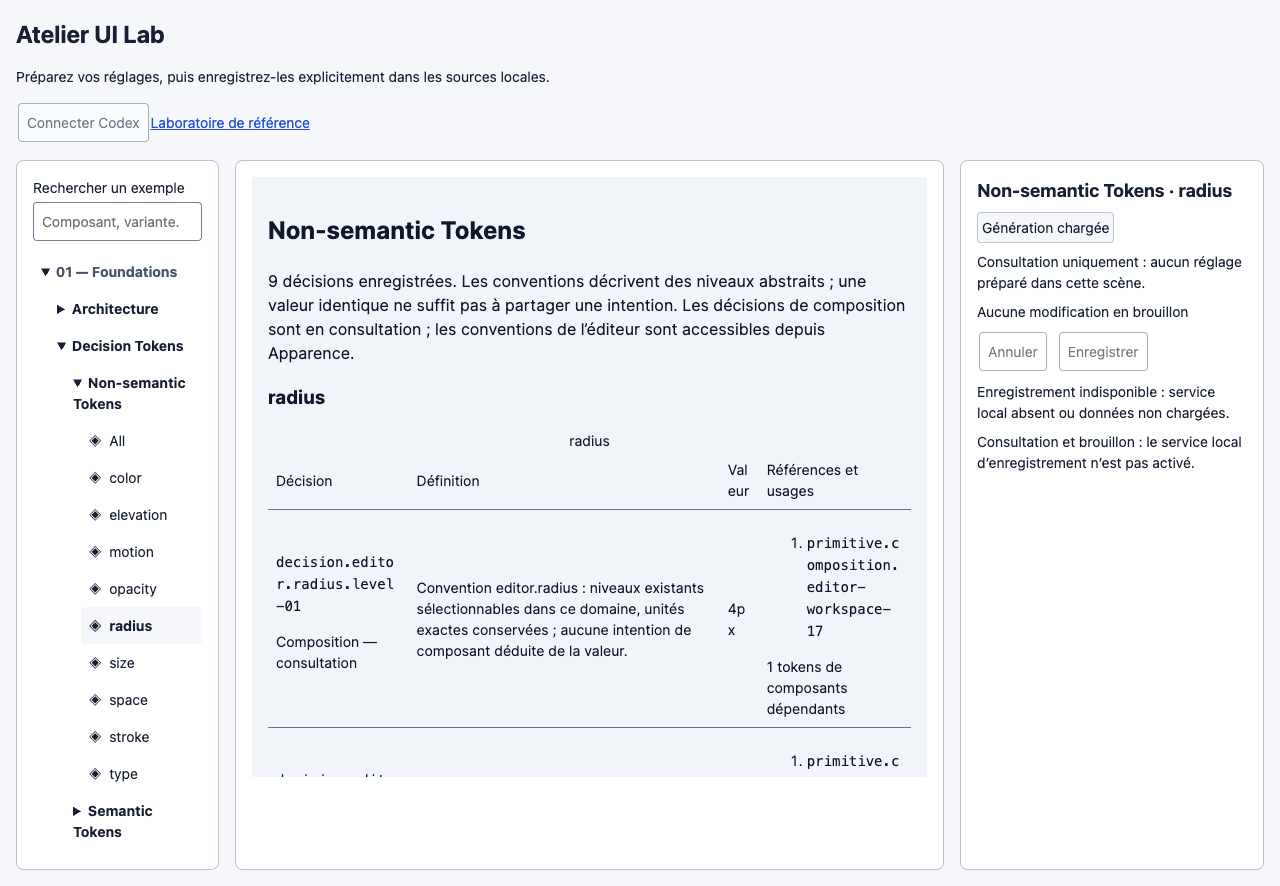 Atelier UI Lab
Préparez vos réglages, puis enregistrez-les explicitement dans les sources locales.
Connecter Codex Laboratoire de référence
Rechercher un exemple
Composant, variante.
01 — Foundations
Architecture
Decision Tokens
Non-semantic
Tokens
All
color
elevation
motion
opacity
radius
size
space
stroke
type
Semantic
Tokens
Non-semantic Tokens
9 décisions enregistrées. Les conventions décrivent des niveaux abstraits ; une
valeur identique ne suffit pas à partager une intention. Les décisions de composition
sont en consultation ; les conventions de l’éditeur sont accessibles depuis
Apparence.
radius
radius
Décision
Définition
Val
eur
Références et
usages
decision.edito
r.radius.level
-01
Composition —
consultation
Convention editor.radius : niveaux existants
sélectionnables dans ce domaine, unités
exactes conservées ; aucune intention de
composant déduite de la valeur.
4p
x
1. primitive.c
omposition.
editor-
workspace-
17
1 tokens de
composants
dépendants
1. primitive.c
Non-semantic Tokens · radius
Génération chargée
Consultation uniquement : aucun réglage
préparé dans cette scène.
Aucune modification en brouillon
Annuler Enregistrer
Enregistrement indisponible : service
local absent ou données non chargées.
Consultation et brouillon : le service local
d’enregistrement n’est pas activé.